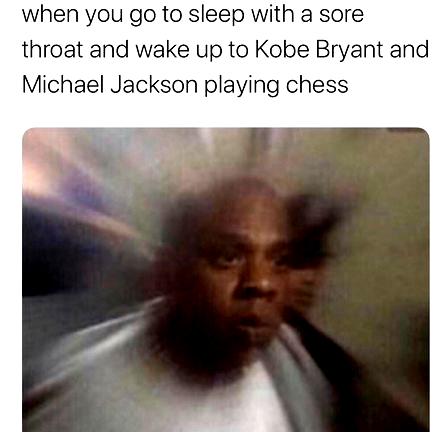 when you go to sleep with a sore
throat and wake up to Kobe Bryant and
Michael Jackson playing chess